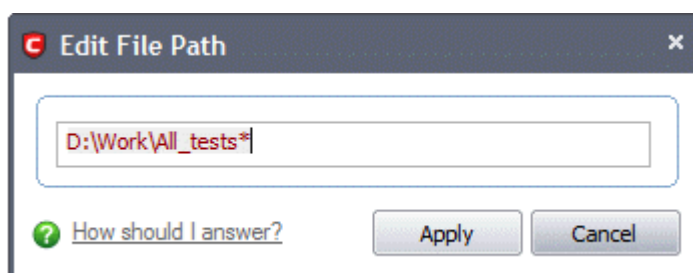 Edit File Path
D:\Work\All_tests*
How should I answer?
Apply
Cancel